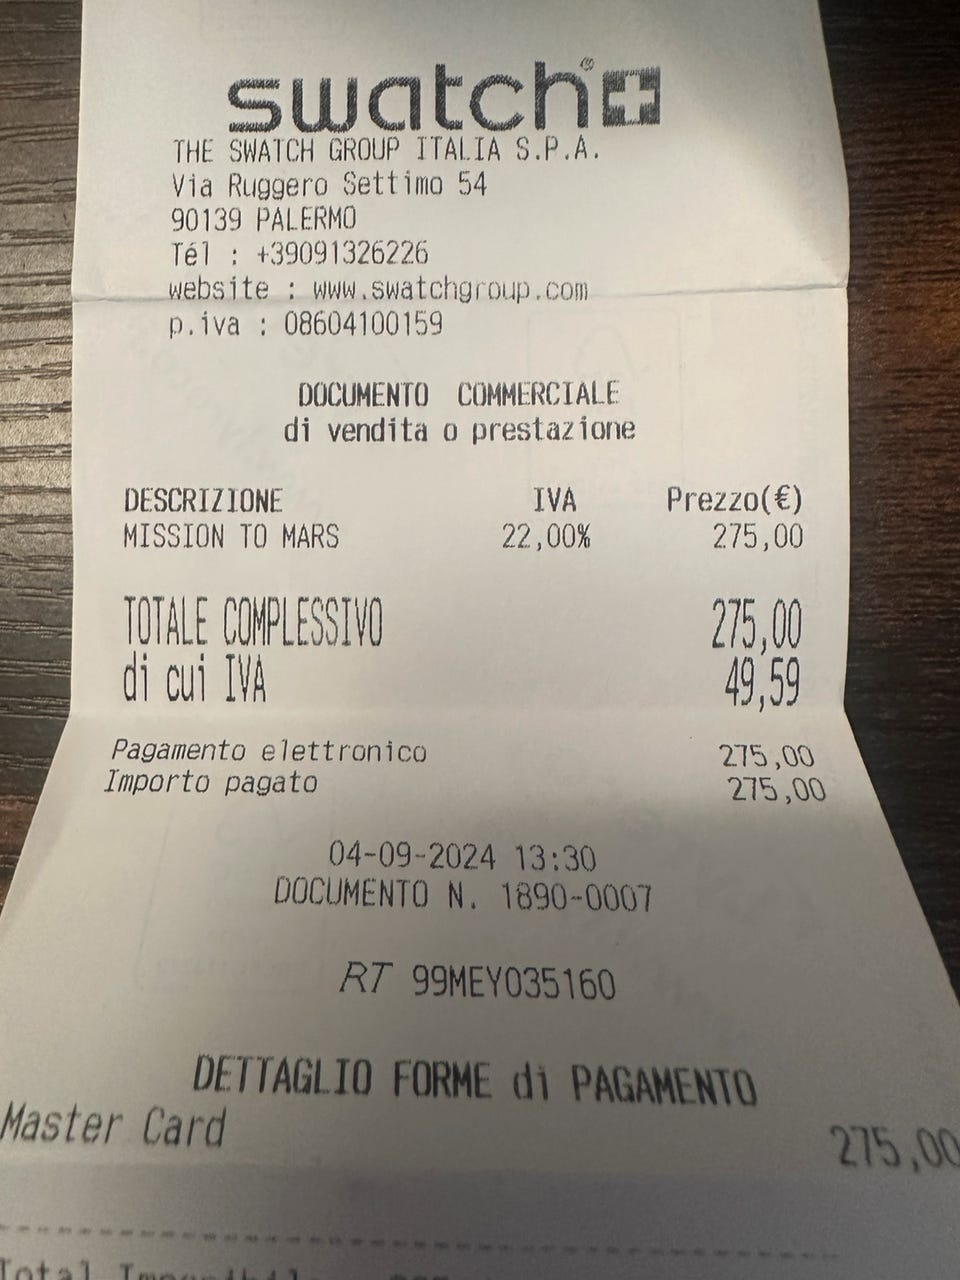 swatch®
THE SWATCH GROUP ITALIA S.P.A.
Via Ruggero Settimo 54
90139 PALERMO
Tél : +39091326226
website : www.swatchgroup.com
p.iva : 08604100159
DOCUMENTO COMMERCIALE
di vendita o prestazione
DESCRIZIONE IVA Prezzo(€)
MISSION TO MARS 22,00% 275,00
TOTALE COMPLESSIVO 275,00
di cui IVA 49,59
Pagamento elettronico 275,00
Importo pagato 275,00
04-09-2024 13:30
DOCUMENTO N. 1890-0007
RT 99MEY035160
DETTAGLIO FORME di PAGAMENTO
Master Card 275,00
Total